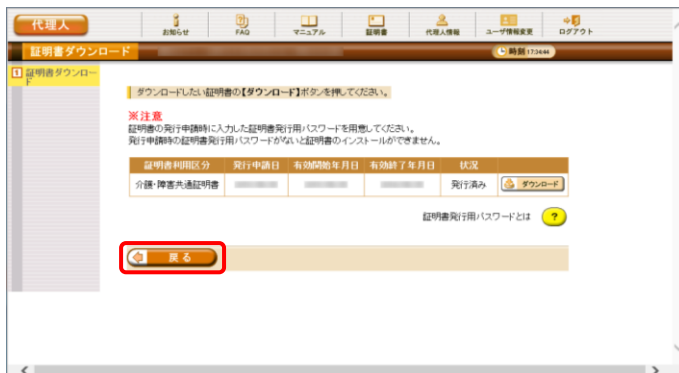 代理人
お知らせ
FAQ
マニュアル
証明書
代理人情報
ユーザ情報変更
ログアウト
証明書ダウンロード
時刻 17:34:44
1 証明書ダウンロー
ド
ダウンロードしたい証明書の【ダウンロード】ボタンを押してください。
※注意
証明書の発行申請時に入力した証明書発行用パスワードを用意してください。
発行申請時の証明書発行用パスワードがないと証明書のインストールができません。
証明書利用区分 発行申請日 有効開始年月日 有効終了年月日 状況
介護・障害共通証明書 発行済み ダウンロード
証明書発行用パスワードとは ?
戻る